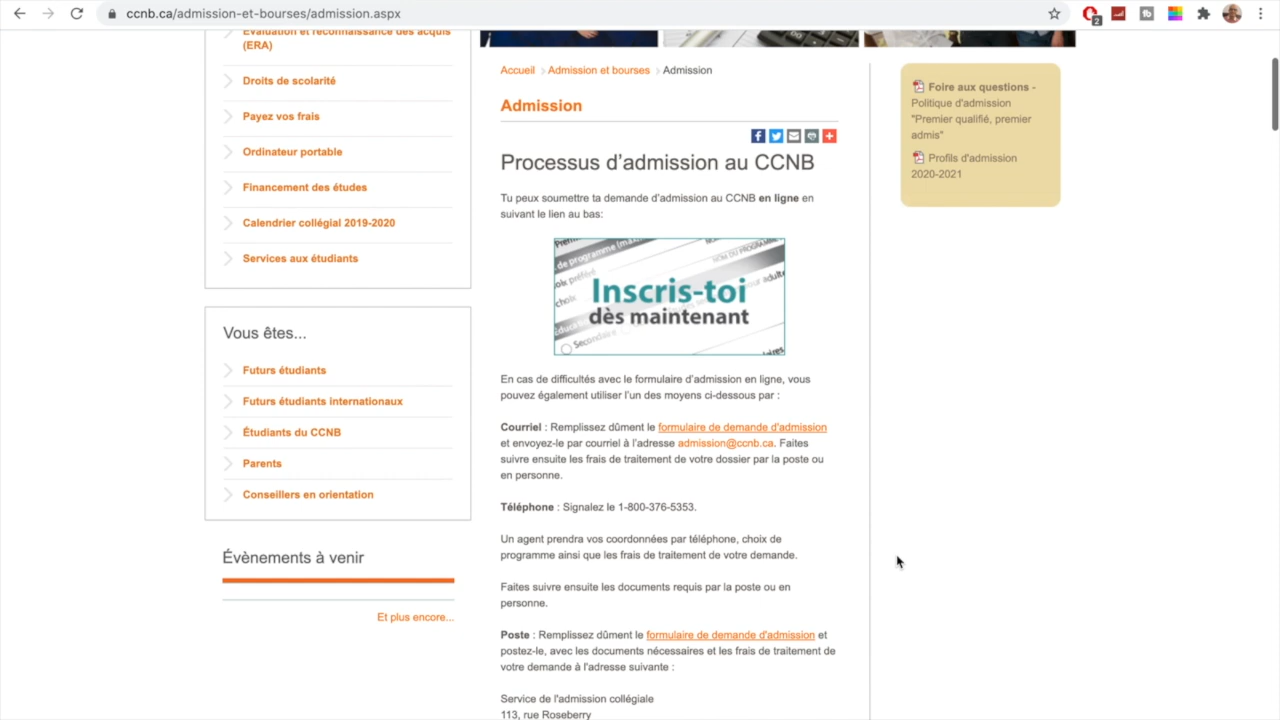 ccnb.ca/admission-et-bourses/admission.aspx
2
Évaluation et reconnaissance des acquis
(ERA)
Droits de scolarité
Payez vos frais
Ordinateur portable
Financement des études
Calendrier collégial 2019-2020
Services aux étudiants
Vous êtes...
Futurs étudiants
Futurs étudiants internationaux
Étudiants du CCNB
Parents
Conseillers en orientation
Évènements à venir
Et plus encore...
Accueil > Admission et bourses > Admission
Admission
Processus d'admission au CCNB
Tu peux soumettre ta demande d'admission au CCNB en ligne en
suivant le lien au bas:
de programme (max
NOM DU PROGRAMME
choix
Inscris-toi
dès maintenant
Secondaire
En cas de difficultés avec le formulaire d'admission en ligne, vous
pouvez également utiliser l'un des moyens ci-dessous par :
Courriel : Remplissez dûment le formulaire de demande d'admission
et envoyez-le par courriel à l'adresse admission@ccnb.ca. Faites
suivre ensuite les frais de traitement de votre dossier par la poste ou
en personne.
Téléphone : Signalez le 1-800-376-5353.
Un agent prendra vos coordonnées par téléphone, choix de
programme ainsi que les frais de traitement de votre demande.
Faites suivre ensuite les documents requis par la poste ou en
personne.
Poste : Remplissez dûment le formulaire de demande d'admission et
postez-le, avec les documents nécessaires et les frais de traitement de
votre demande à l'adresse suivante :
Service de l'admission collégiale
113, rue Roseberry
Foire aux questions -
Politique d'admission
"Premier qualifié, premier
admis"
Profils d'admission
2020-2021